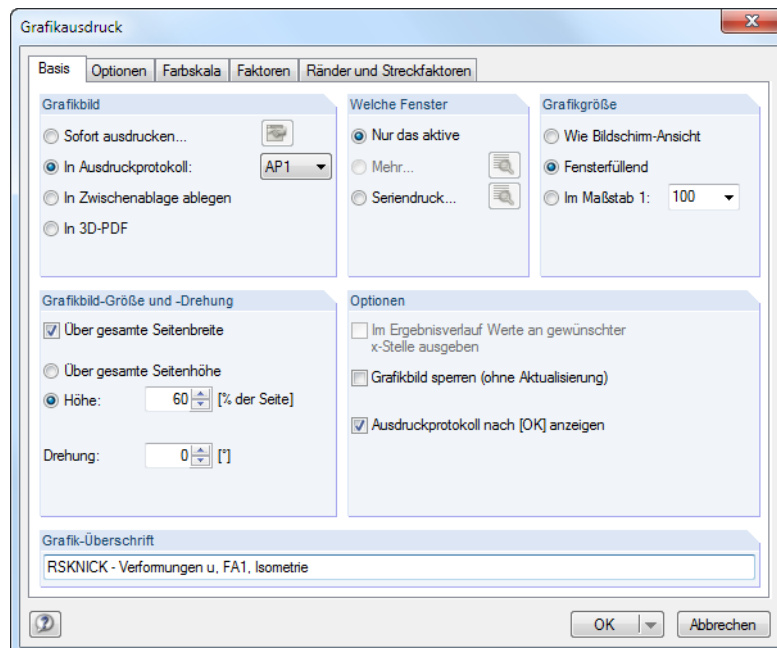 Grafikausdruck
Basis
Optionen
Farbskala
Faktoren
Ränder und Streckfaktoren
Grafikbild
Sofort ausdrucken...
In Ausdruckprotokoll:
AP1
In Zwischenablage ablegen
In 3D-PDF
Welche Fenster
Nur das aktive
Mehr...
Seriendruck...
Grafikgröße
Wie Bildschirm-Ansicht
Fensterfüllend
Im Maßstab 1:
100
Grafikbild-Größe und -Drehung
Über gesamte Seitenbreite
Über gesamte Seitenhöhe
Höhe:
60
[% der Seite]
Drehung:
0
[°]
Optionen
Im Ergebnisverlauf Werte an gewünschter
x-Stelle ausgeben
Grafikbild sperren (ohne Aktualisierung)
Ausdruckprotokoll nach [OK] anzeigen
Grafik-Überschrift
RSKNICK - Verformungen u, FA1, Isometrie
OK
Abbrechen